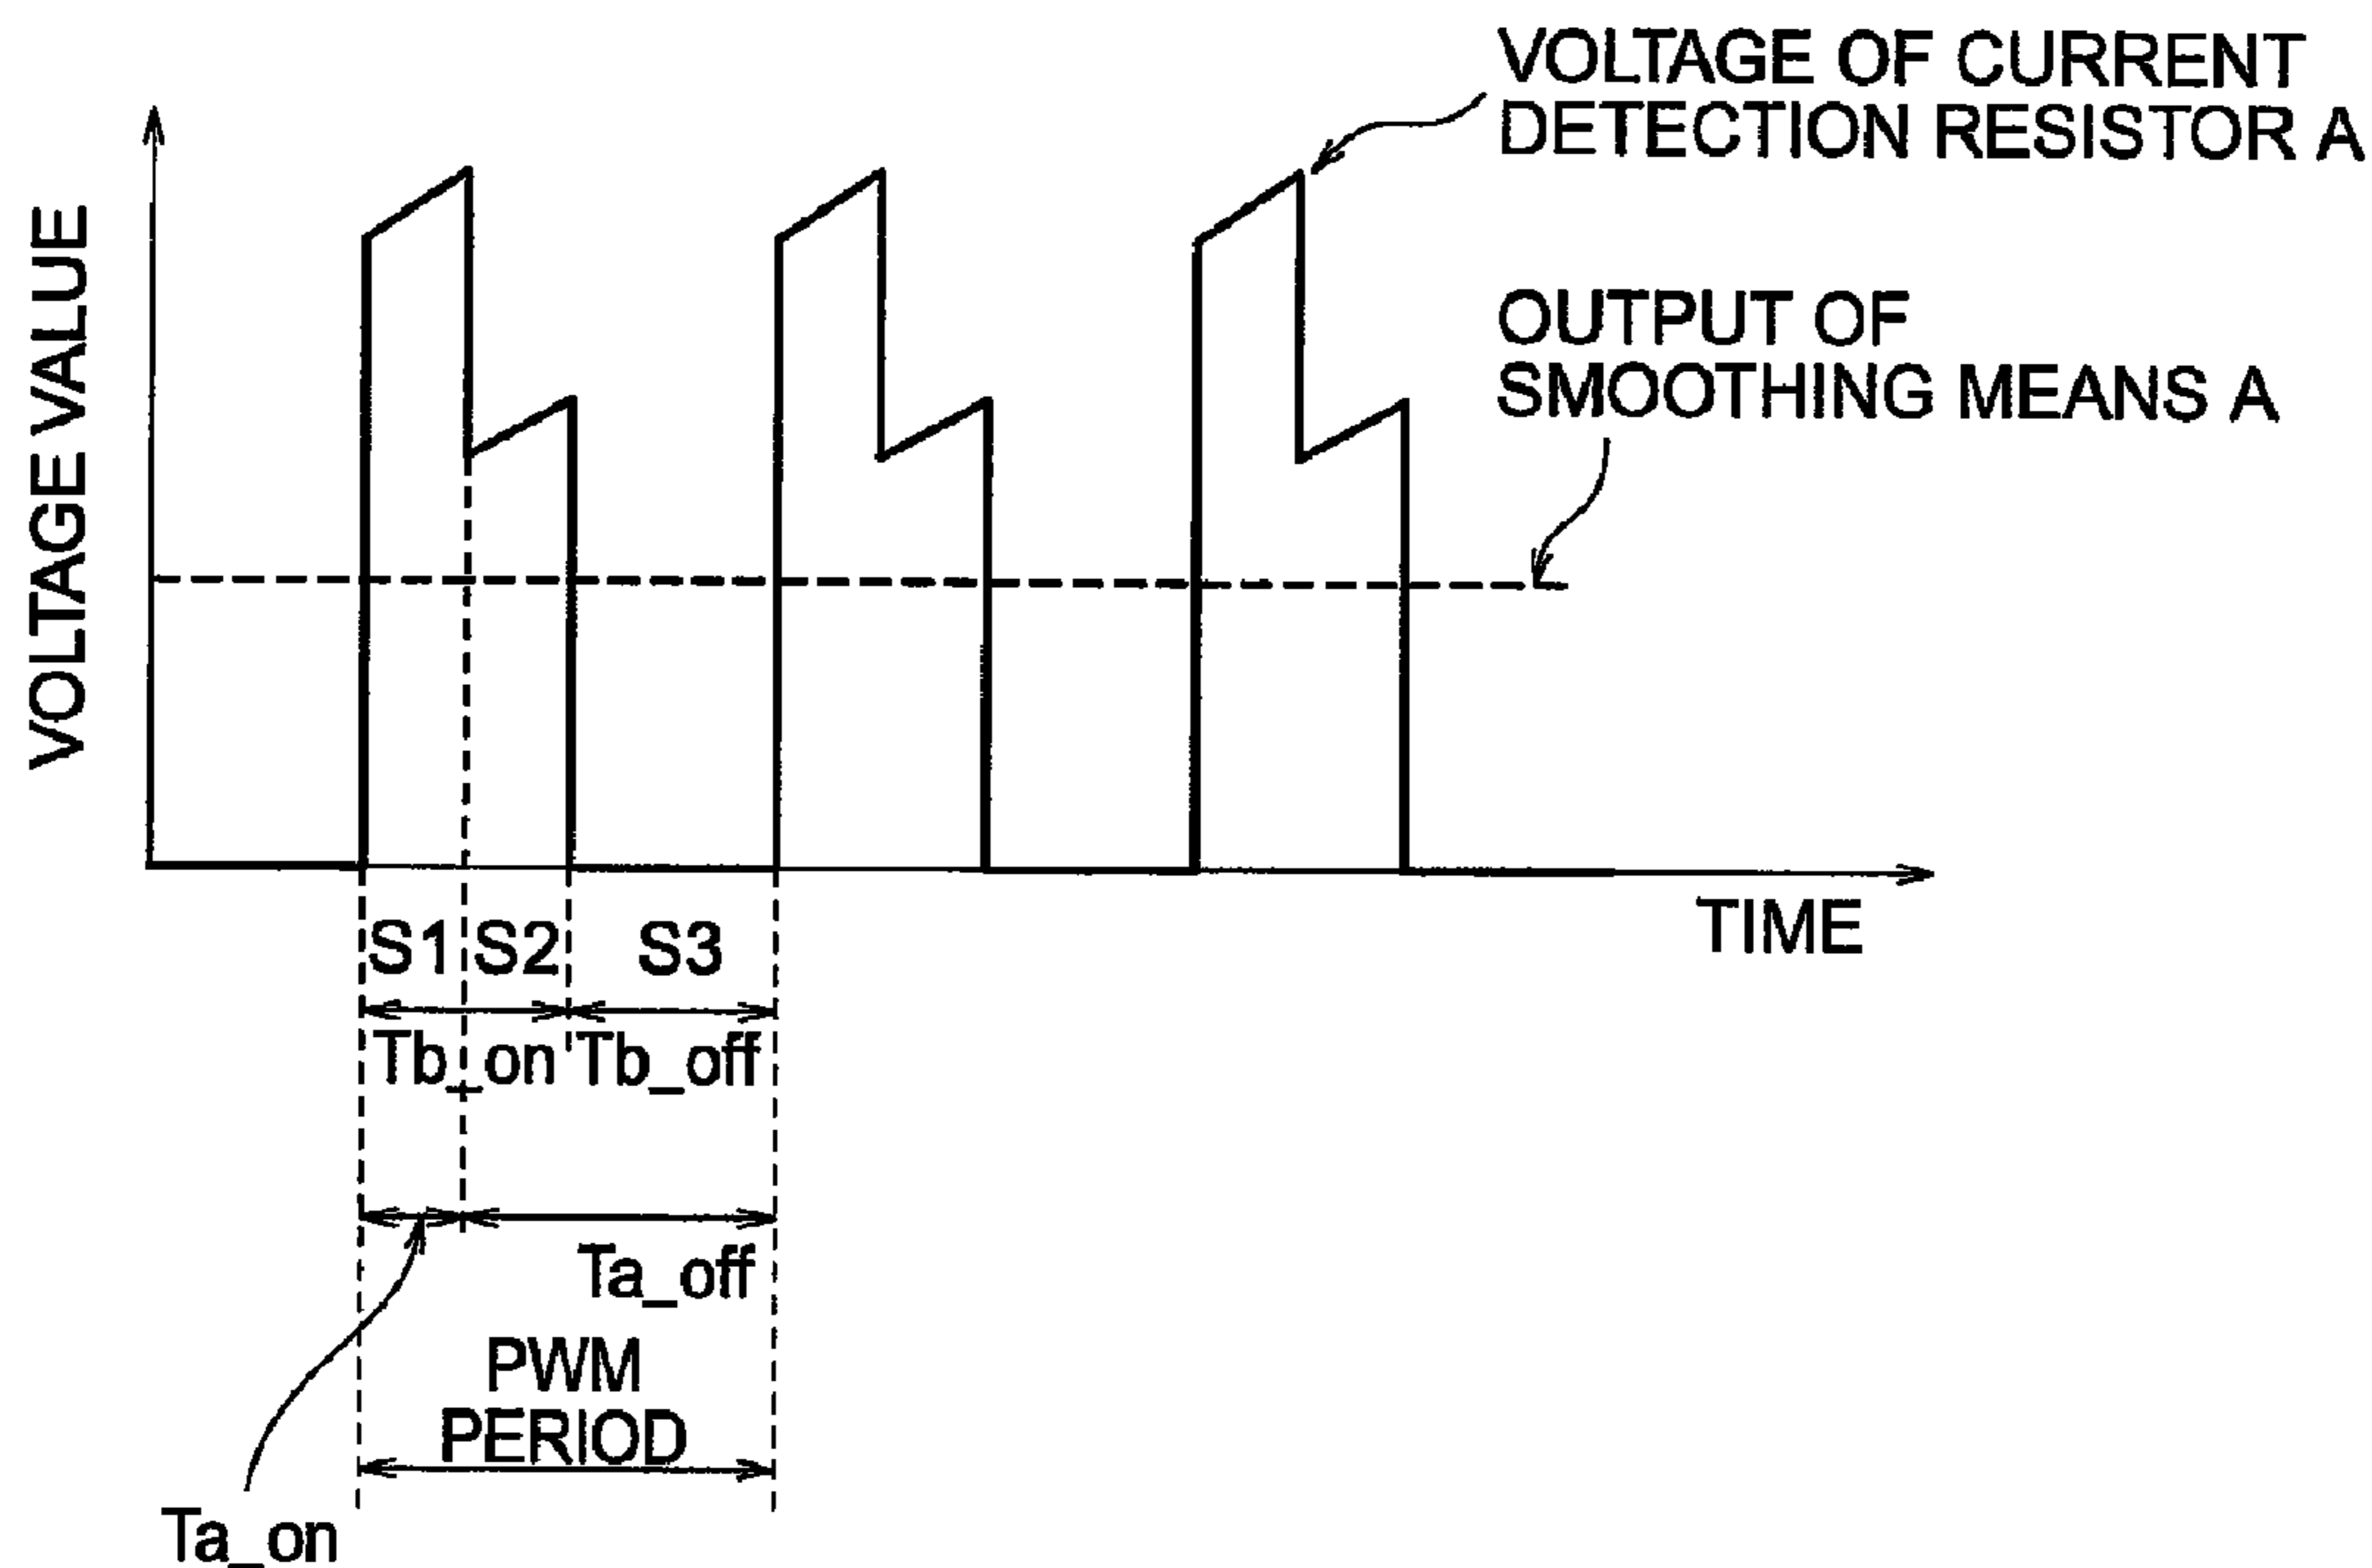 VOLTAGE OF CURRENT
DETECTION RESISTOR A
OUTPUT OF
SMOOTHING MEANS A
VOLTAGE VALUE
TIME
S1 S2 S3
Tb_on Tb_off
Ta_off
PWM
PERIOD
Ta_on